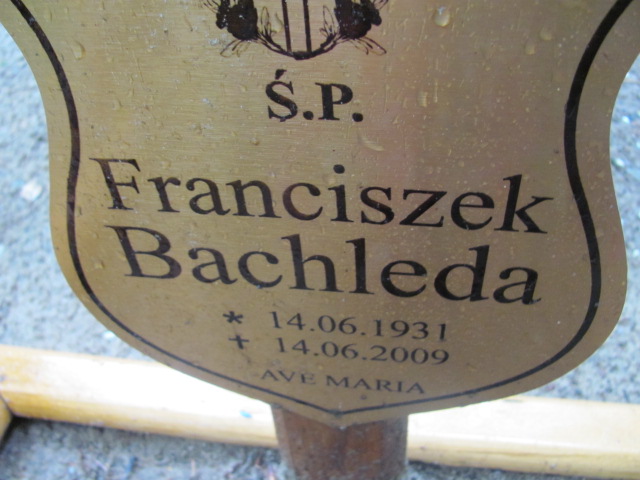 Ś.P.
Franciszek
Bachleda
* 14.06.1931
✝ 14.06.2009
AVE MARIA